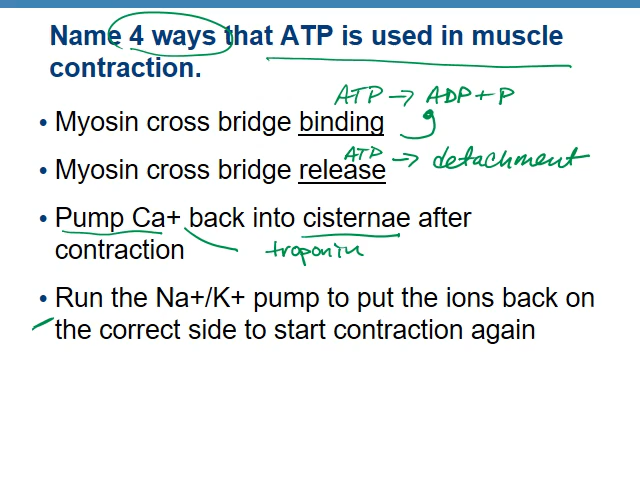 Name 4 ways that ATP is used in muscle
contraction.
ATP → ADP + P
• Myosin cross bridge binding
ATP → detachment
• Myosin cross bridge release
• Pump Ca+ back into cisternae after
contraction
troponin
• Run the Na+/K+ pump to put the ions back on
the correct side to start contraction again